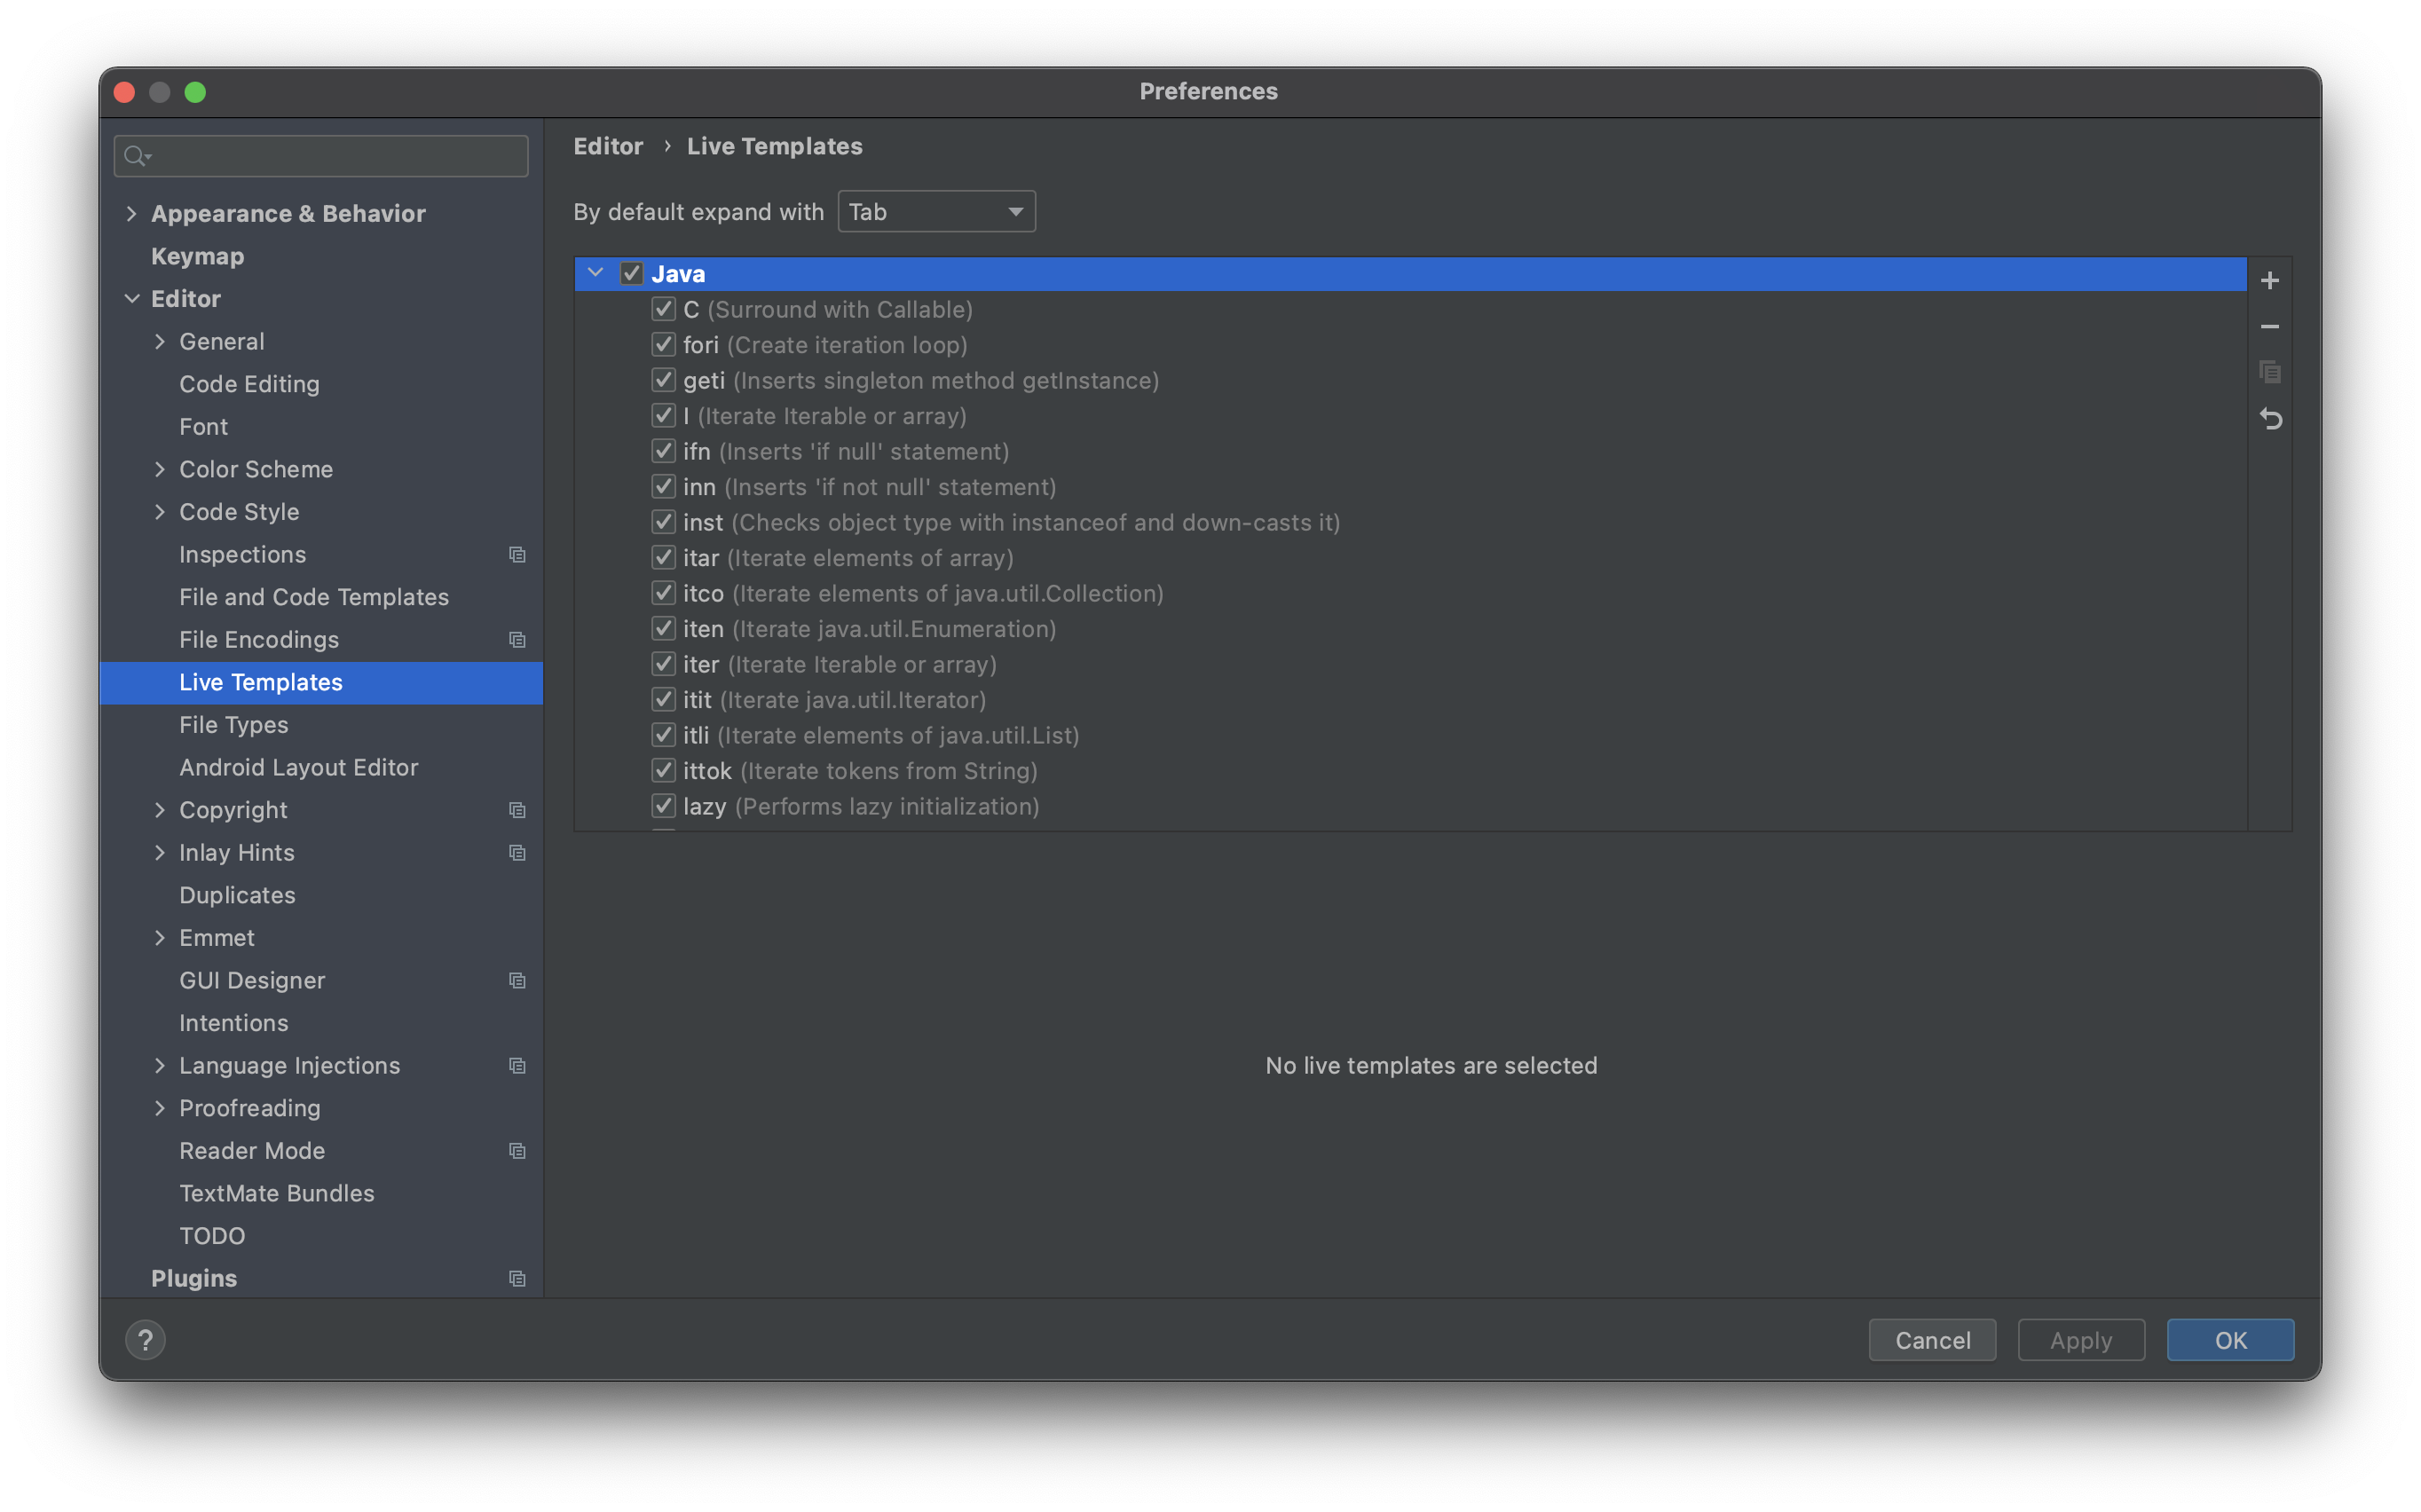 Preferences
Appearance & Behavior
Keymap
Editor
General
Code Editing
Font
Color Scheme
Code Style
Inspections
File and Code Templates
File Encodings
Live Templates
File Types
Android Layout Editor
Copyright
Inlay Hints
Duplicates
Emmet
GUI Designer
Intentions
Language Injections
Proofreading
Reader Mode
TextMate Bundles
TODO
Plugins
Editor › Live Templates
By default expand with Tab
Java
C (Surround with Callable)
fori (Create iteration loop)
geti (Inserts singleton method getInstance)
I (Iterate Iterable or array)
ifn (Inserts 'if null' statement)
inn (Inserts 'if not null' statement)
inst (Checks object type with instanceof and down-casts it)
itar (Iterate elements of array)
itco (Iterate elements of java.util.Collection)
iten (Iterate java.util.Enumeration)
iter (Iterate Iterable or array)
itit (Iterate java.util.Iterator)
itli (Iterate elements of java.util.List)
ittok (Iterate tokens from String)
lazy (Performs lazy initialization)
No live templates are selected
? Cancel Apply OK